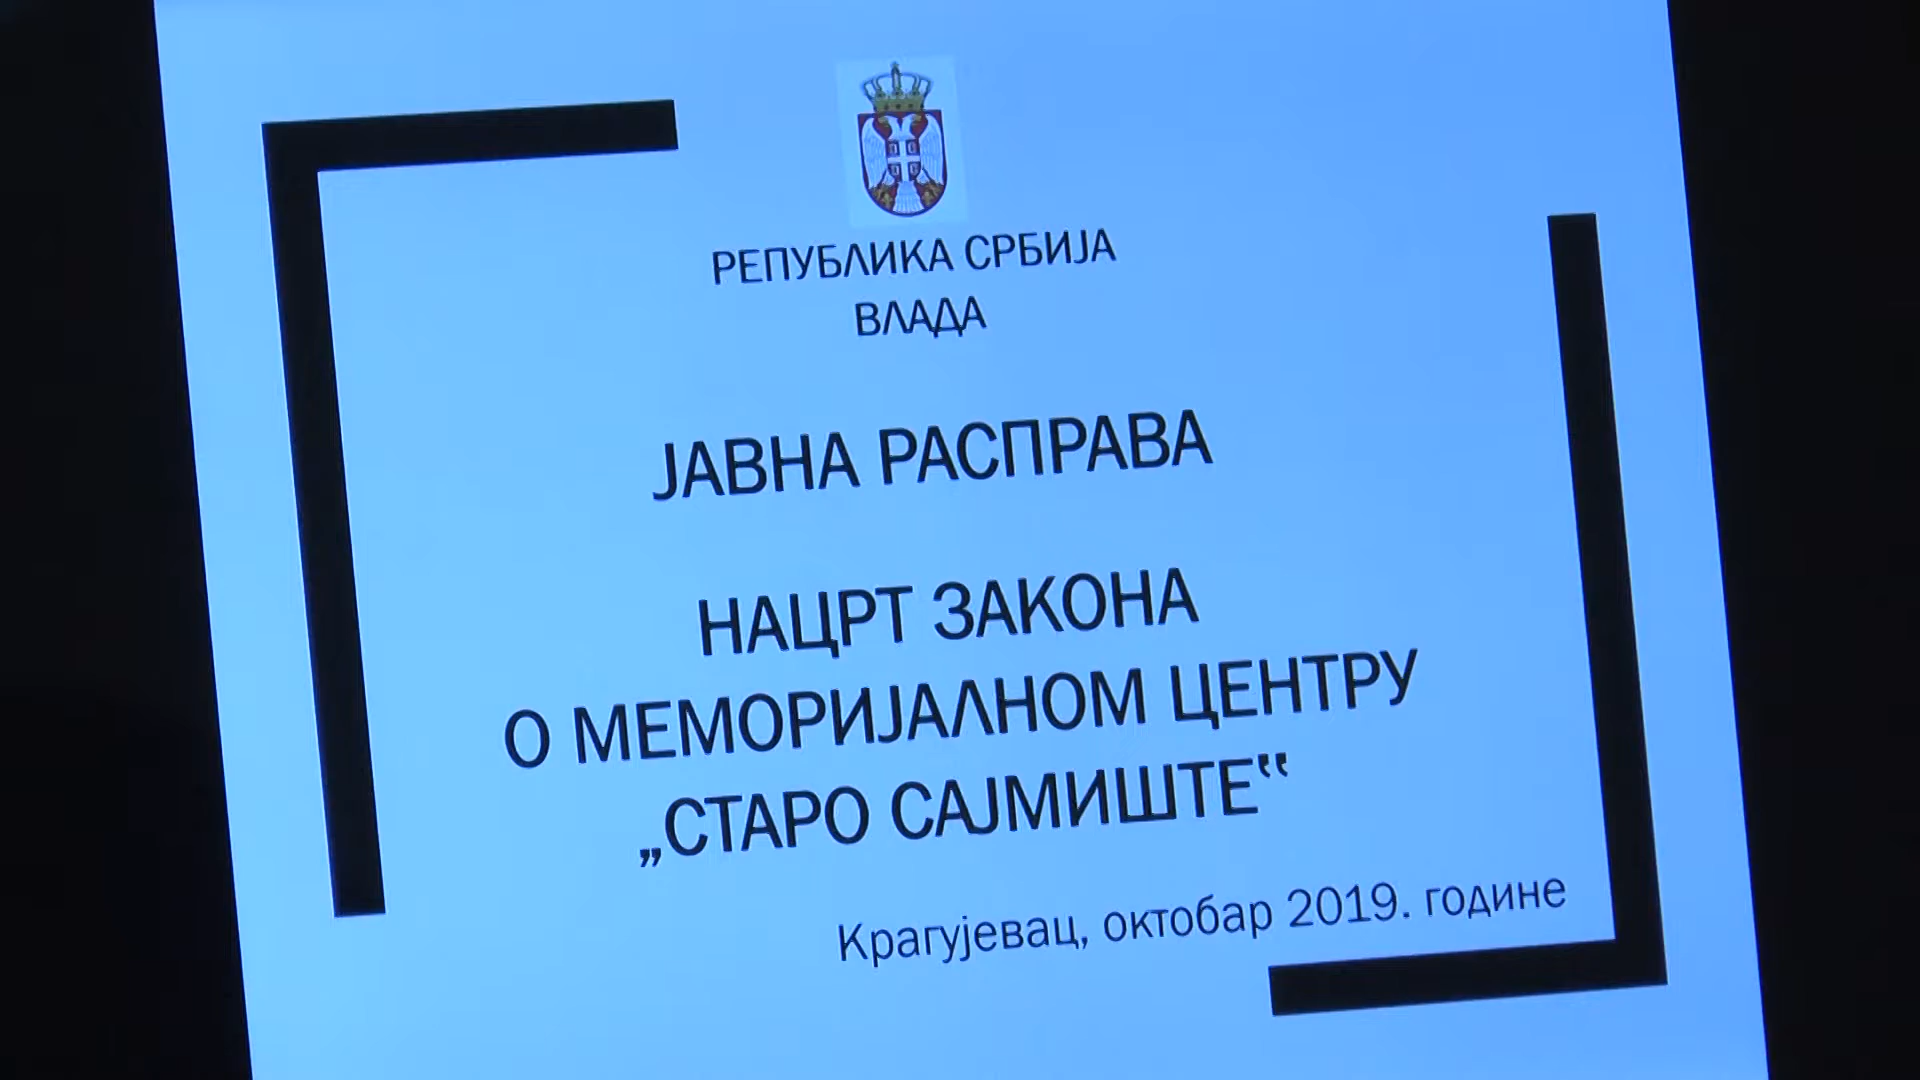 РЕПУБЛИКА СРБИЈА
ВЛАДА
ЈАВНА РАСПРАВА
НАЦРТ ЗАКОНА
О МЕМОРИЈАЛНОМ ЦЕНТРУ
„СТАРО САЈМИШТЕ‟
Крагујевац, октобар 2019. године